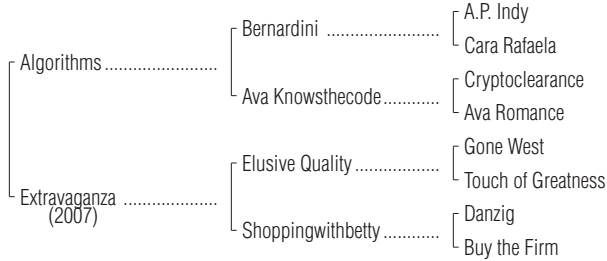 A.P. Indy
Bernardini ....................
Cara Rafaela
Algorithms ......................
Cryptoclearance
Ava Knowsthecode ...........
Ava Romance
Gone West
Elusive Quality ................
Touch of Greatness
Extravaganza ..................
(2007)
Danzig
Shoppingwithbetty ...........
Buy the Firm